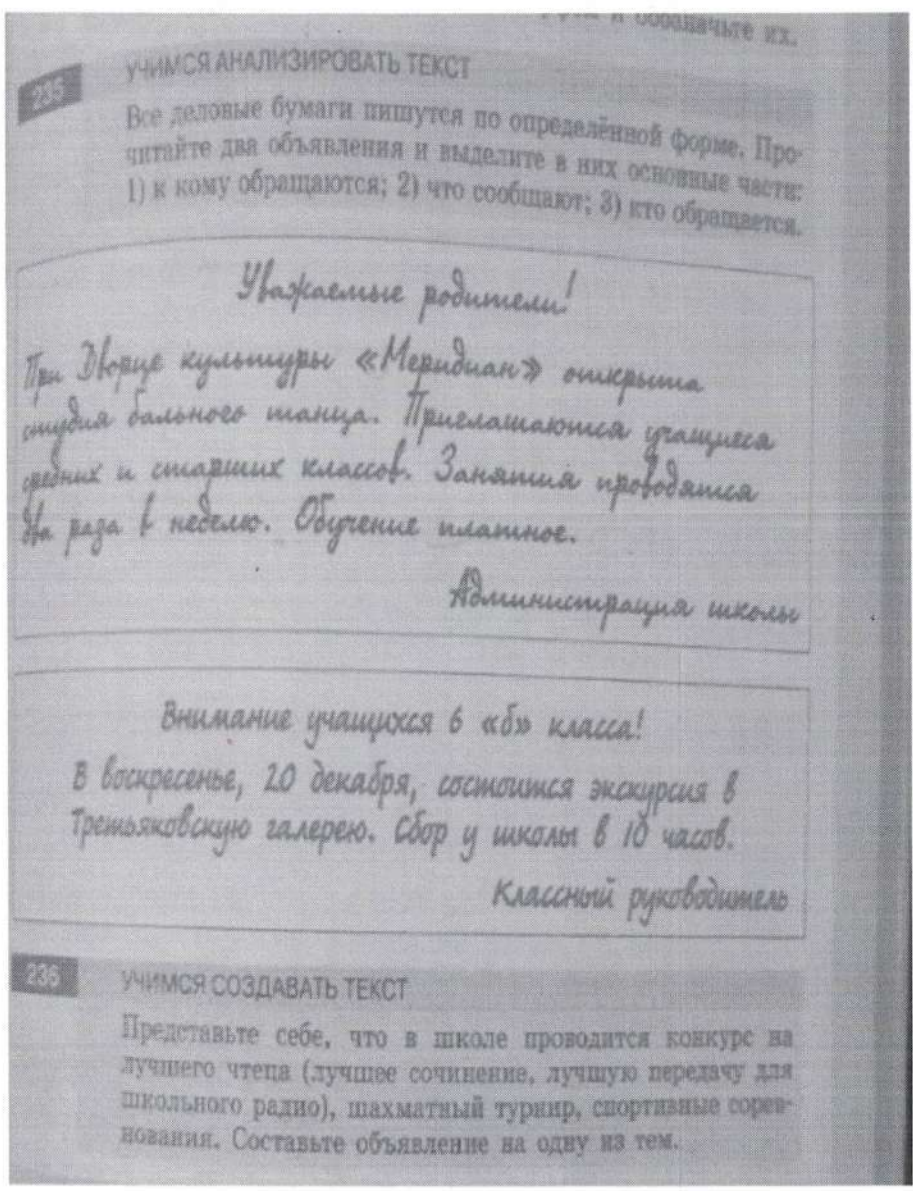 и обозначьте их.
235
УЧИМСЯ АНАЛИЗИРОВАТЬ ТЕКСТ
Все деловые бумаги пишутся по определённой форме. Про-
читайте два объявления и выделите в них основные части:
1) к кому обращаются; 2) что сообщают; 3) кто обращается.
Уважаемые родители!
При Дворце культуры «Меридиан» открыта
студия бального танца. Приглашаются учащиеся
средних и старших классов. Занятия проводятся
два раза в неделю. Обучение платное.
Администрация школы
Внимание учащихся 6 «б» класса!
В воскресенье, 20 декабря, состоится экскурсия в
Третьяковскую галерею. Сбор у школы в 10 часов.
Классный руководитель
236
УЧИМСЯ СОЗДАВАТЬ ТЕКСТ
Представьте себе, что в школе проводится конкурс на
лучшего чтеца (лучшее сочинение, лучшую передачу для
школьного радио), шахматный турнир, спортивные сорев-
нования. Составьте объявление на одну из тем.